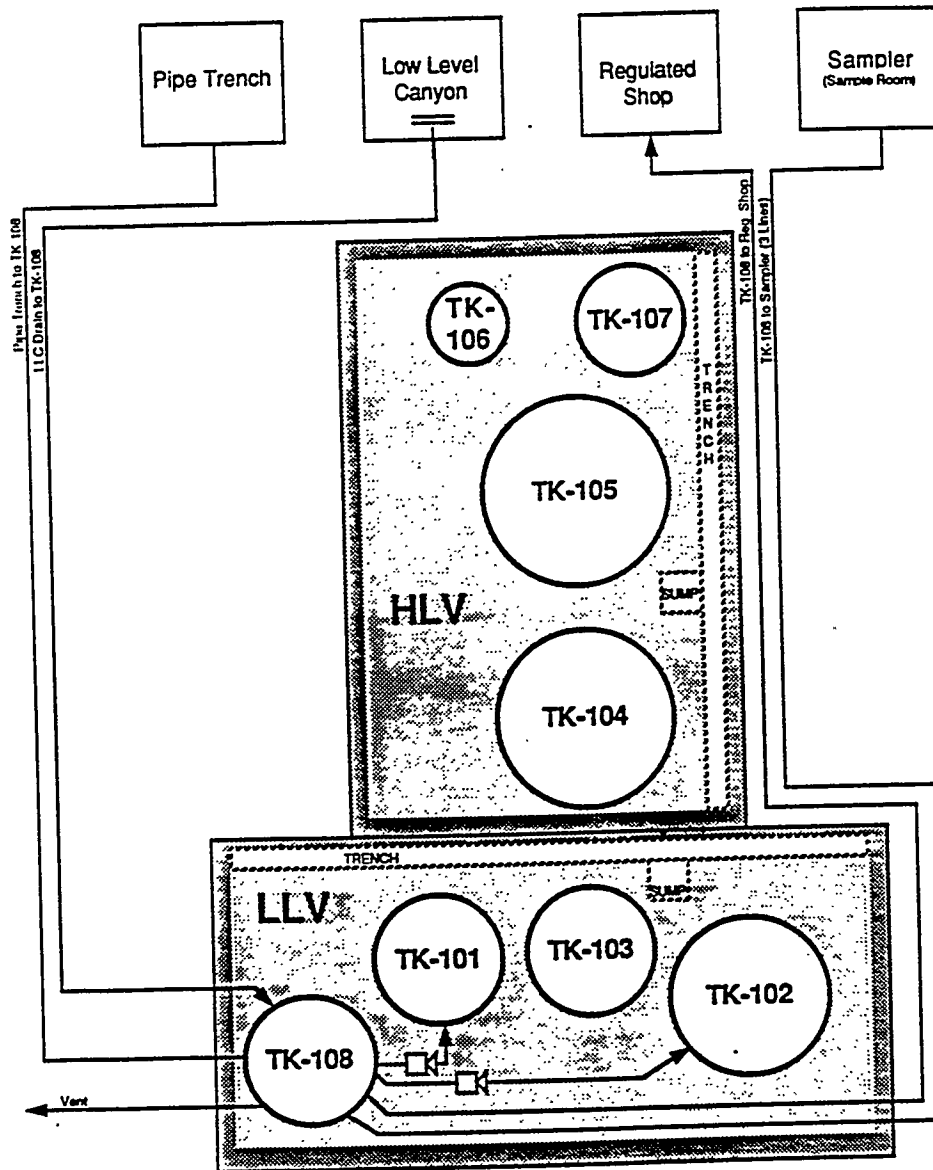 Pipe Trench
Low Level
Canyon
Regulated
Shop
Sampler
(Sample Room)
Pipe Trench to TK 108
LLC Drain to TK-108
TK-108 to Reg Shop
TK-108 to Sampler (3 Lines)
TK-
106
TK-107
TRENCH
TK-105
SUMP
HLV
TK-104
TRENCH
LLV
SUMP
TK-101
TK-103
TK-102
TK-108
Vent